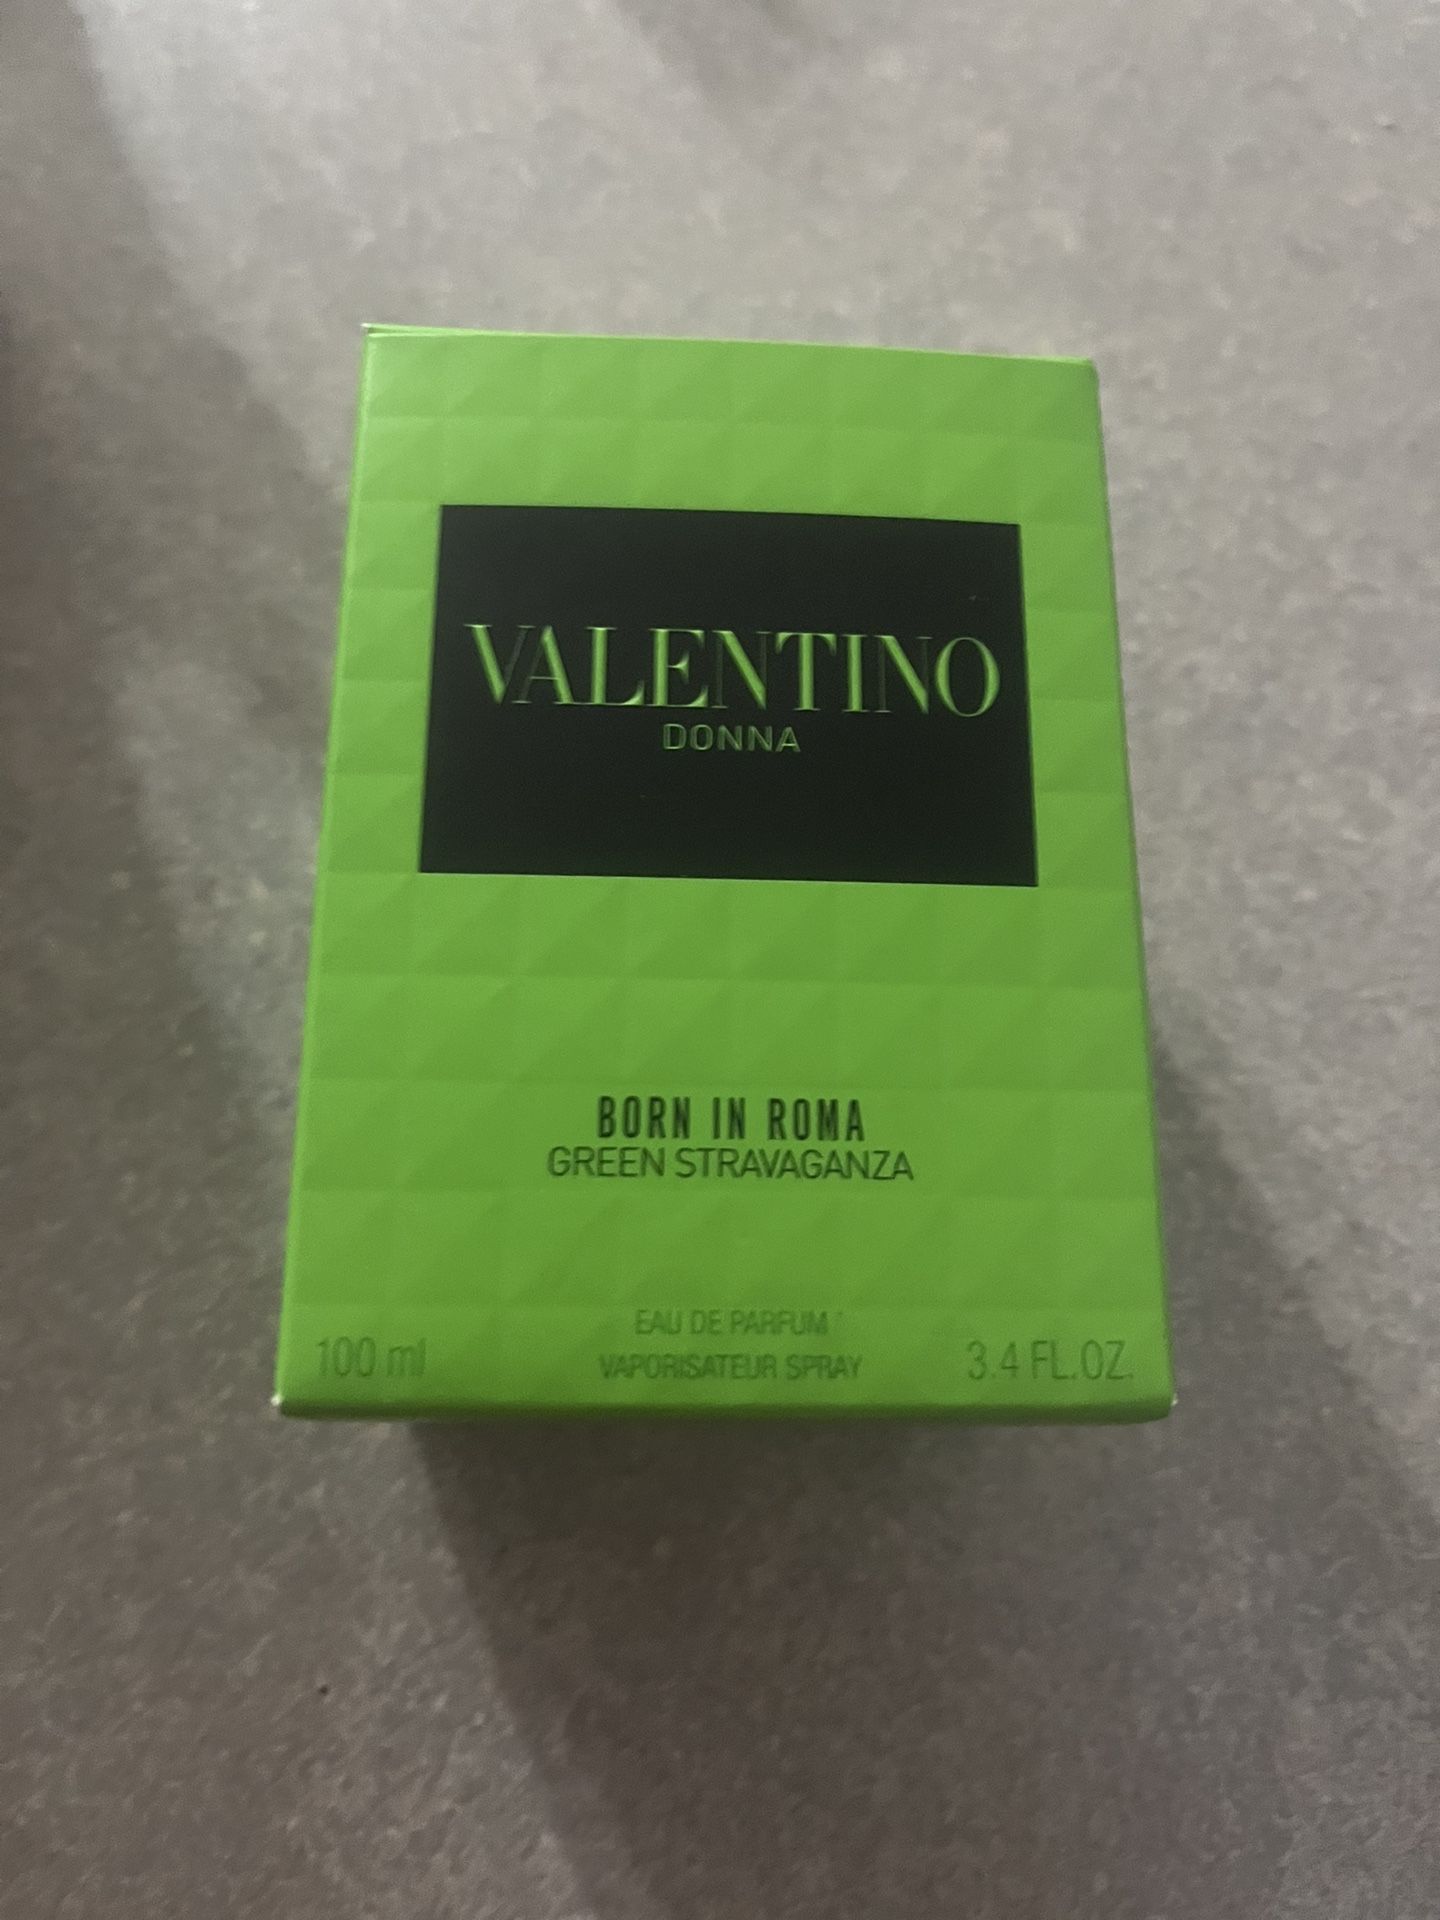 VALENTINO
DONNA
BORN IN ROMA
GREEN STRAVAGANZA
EAU DE PARFUM
100 ml VAPORISATEUR SPRAY 3.4 FL.OZ.